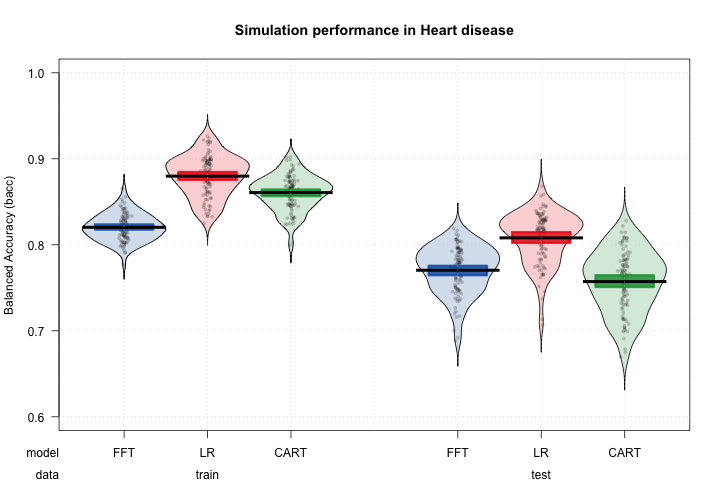 Simulation performance in Heart disease
Balanced Accuracy (bacc)
1.0
0.9
0.8
0.7
0.6
model FFT LR CART FFT LR CART
data train test